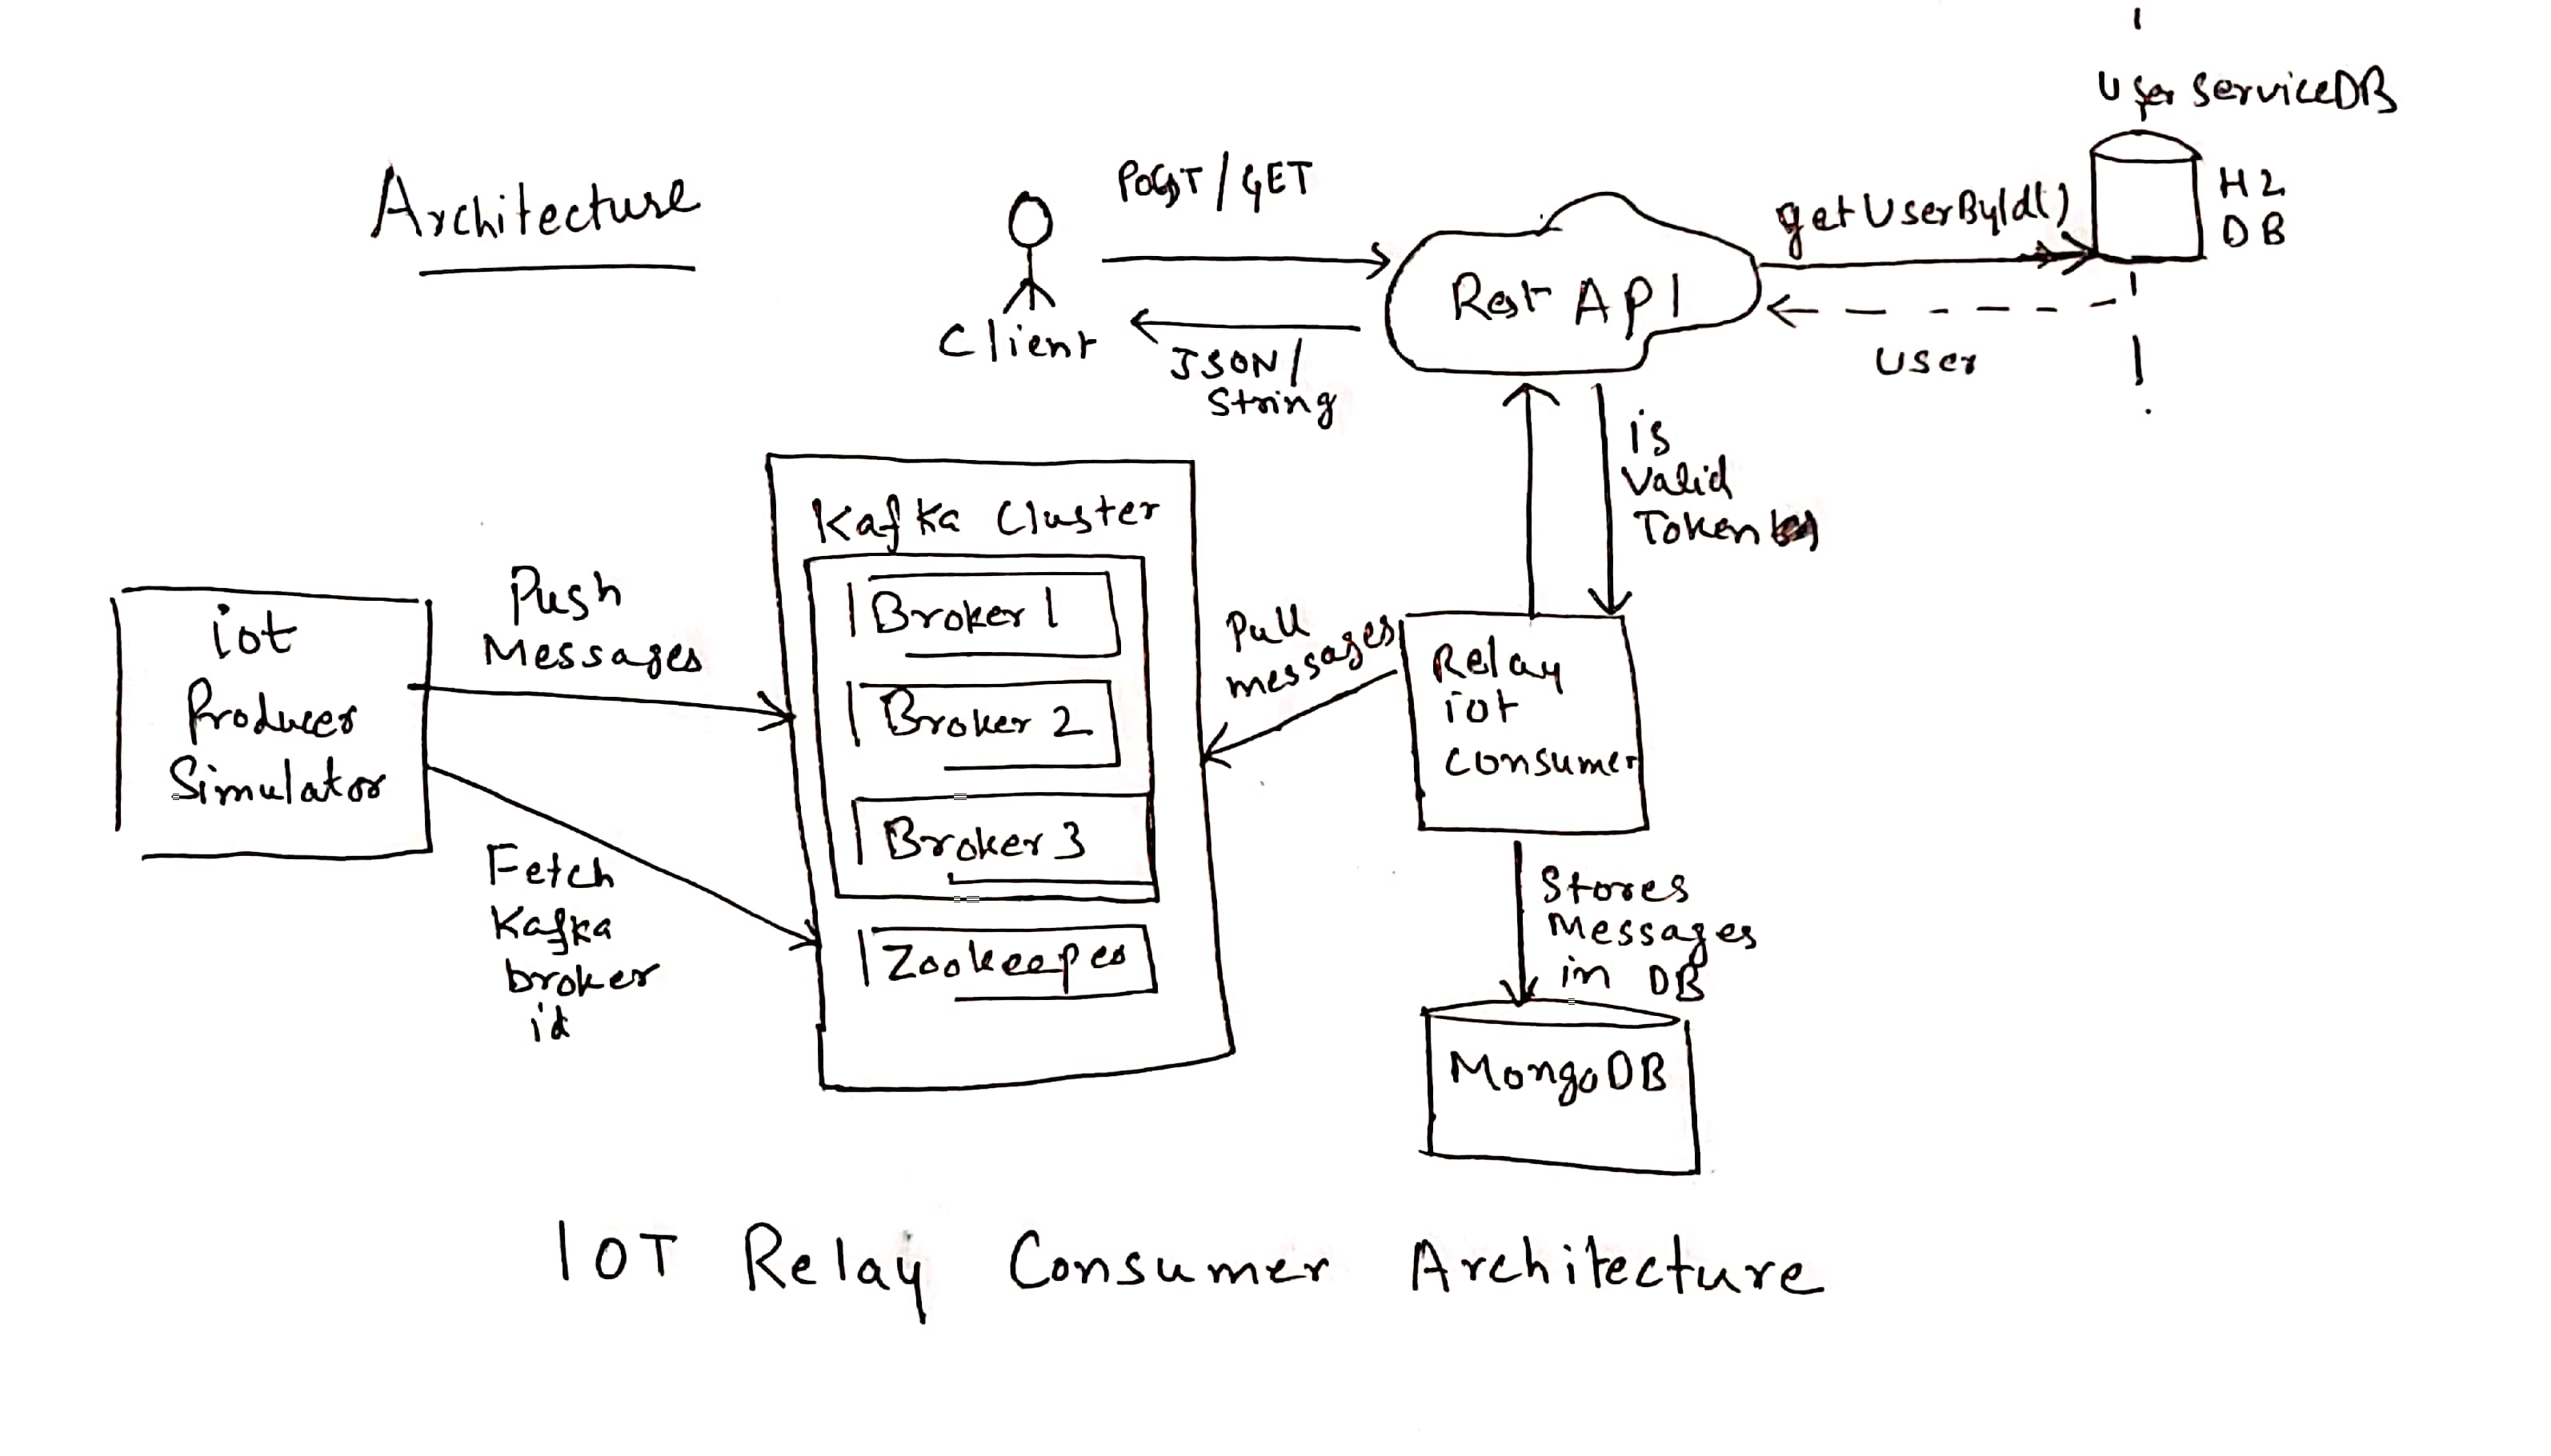 User serviceDB
Architecture
POST/GET
H2
DB
getUserById()
Rest API
Client
JSON/
String
User
is
Valid
Token
Kafka Cluster
Push
Messages
Broker 1
Pull
messages
iot
Producer
Simulator
Relay
iot
consumer
Broker 2
Broker 3
Fetch
Kafka
broker
id
Stores
Messages
in DB
Zookeeper
MongoDB
IOT Relay Consumer Architecture